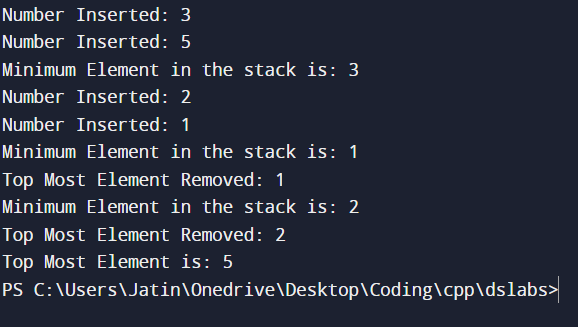 Number Inserted: 3
Number Inserted: 5
Minimum Element in the stack is: 3
Number Inserted: 2
Number Inserted: 1
Minimum Element in the stack is: 1
Top Most Element Removed: 1
Minimum Element in the stack is: 2
Top Most Element Removed: 2
Top Most Element is: 5
PS C:\Users\Jatin\Onedrive\Desktop\Coding\cpp\dslabs>